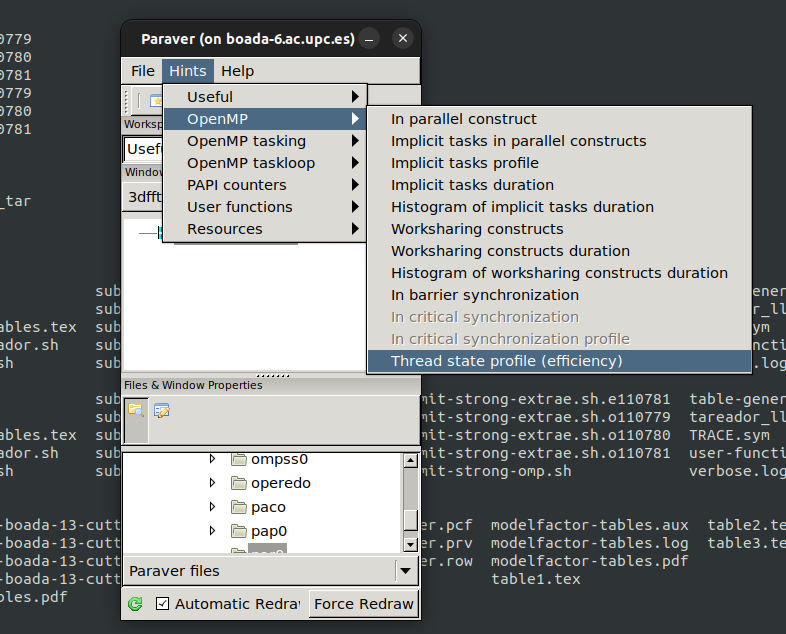 0779
0780
0781
0779
0780
0781
_tar
Paraver (on boada-6.ac.upc.es)
File Hints Help
Useful
OpenMP
OpenMP tasking
OpenMP taskloop
PAPI counters
User functions
Resources
In parallel construct
Implicit tasks in parallel constructs
Implicit tasks profile
Implicit tasks duration
Histogram of implicit tasks duration
Worksharing constructs
Worksharing constructs duration
Histogram of worksharing constructs duration
In barrier synchronization
In critical synchronization
In critical synchronization profile
Thread state profile (efficiency)
Worksp
Usefu
Window
3dfft
Files & Window Properties
ompss0
operedo
paco
pap0
par0
Paraver files
Automatic Redraw
Force Redraw
sub ener
sub eador_ll
ables.tex sub ym
ador.sh sub uncti
sh sub .log
sub mit-strong-extrae.sh.e110781 table-gener
sub mit-strong-extrae.sh.o110779 tareador_ll
ables.tex sub mit-strong-extrae.sh.o110780 TRACE.sym
ador.sh sub mit-strong-extrae.sh.o110781 user-functi
sh sub mit-strong-omp.sh verbose.log
-boada-13-cutt er.pcf modelfactor-tables.aux table2.te
-boada-13-cutt er.prv modelfactor-tables.log table3.te
-boada-13-cutt er.row modelfactor-tables.pdf
-boada-13-cutt table1.tex
bles.pdf